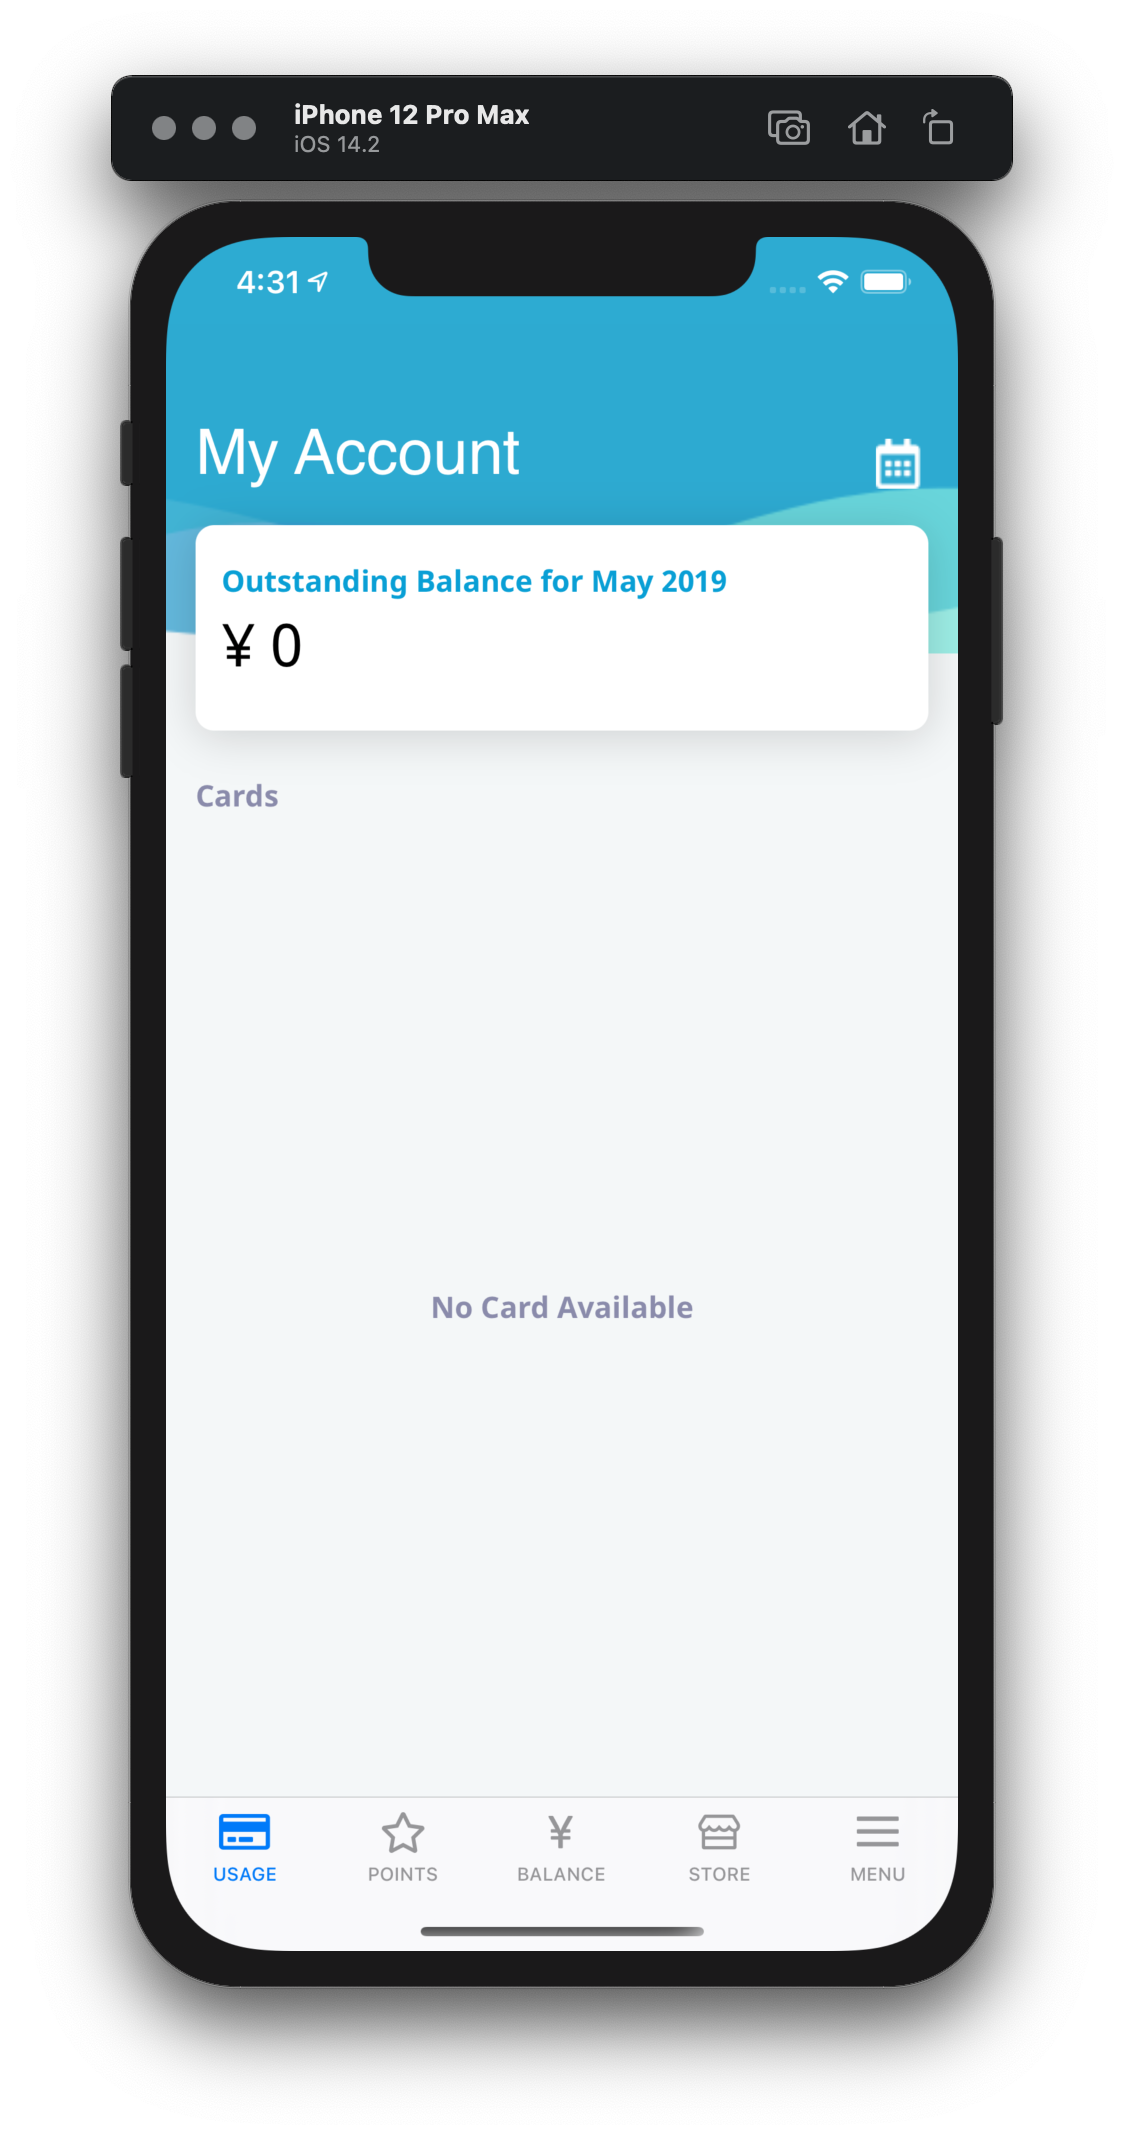 iPhone 12 Pro Max
iOS 14.2
4:31
My Account
Outstanding Balance for May 2019
¥ 0
Cards
No Card Available
USAGE
POINTS
¥
BALANCE
STORE
MENU